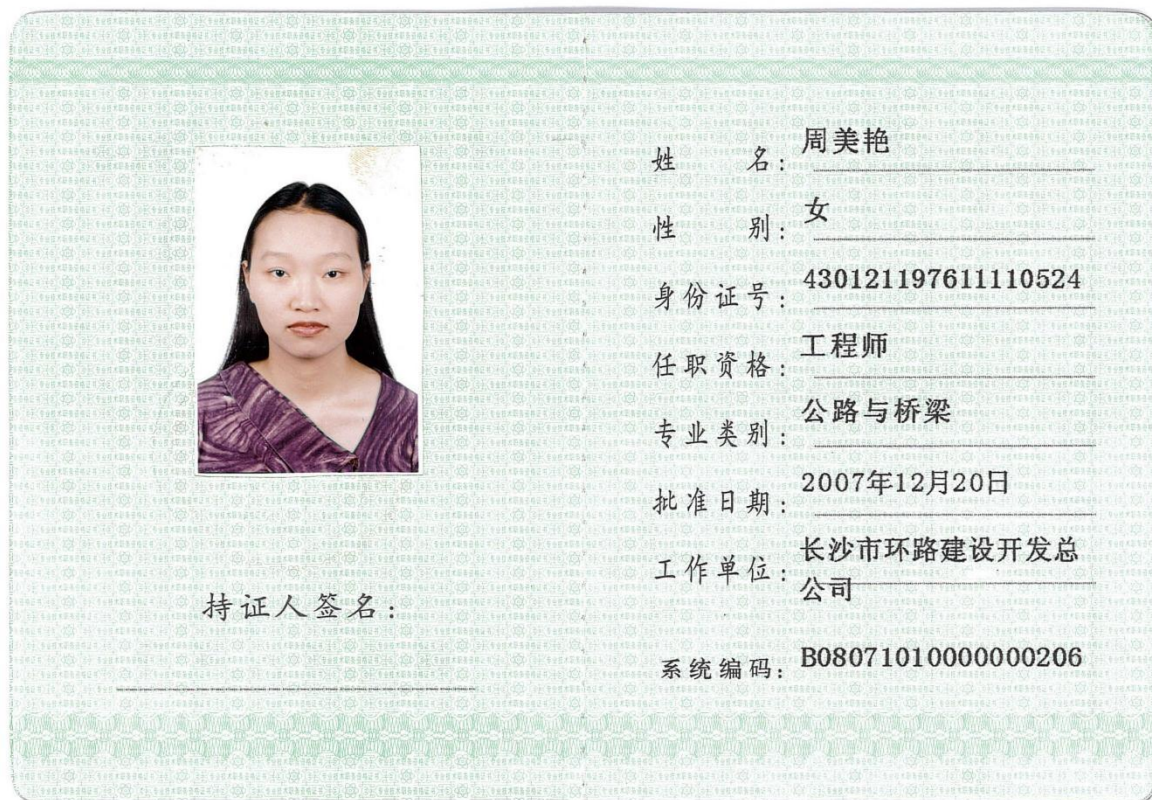 持证人签名：
姓 名： 周美艳
性 别： 女
身份证号： 430121197611110524
任职资格： 工程师
专业类别： 公路与桥梁
批准日期： 2007年12月20日
工作单位： 长沙市环路建设开发总
公司
系统编码： B08071010000000206